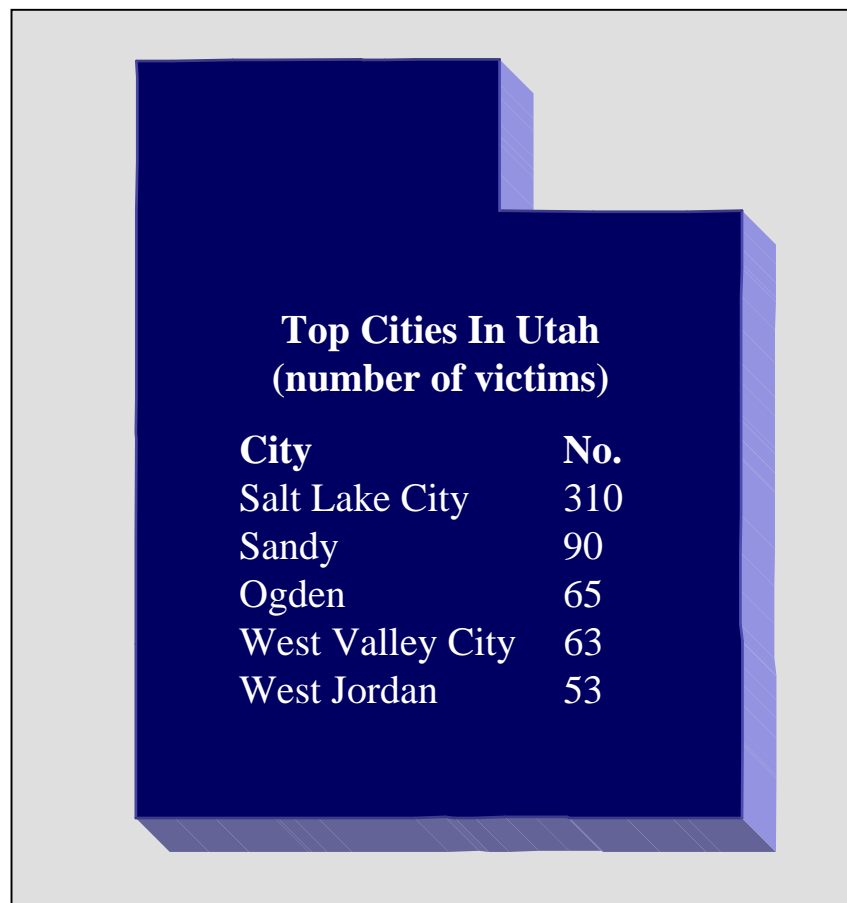 Top Cities In Utah
(number of victims)
City No.
Salt Lake City 310
Sandy 90
Ogden 65
West Valley City 63
West Jordan 53